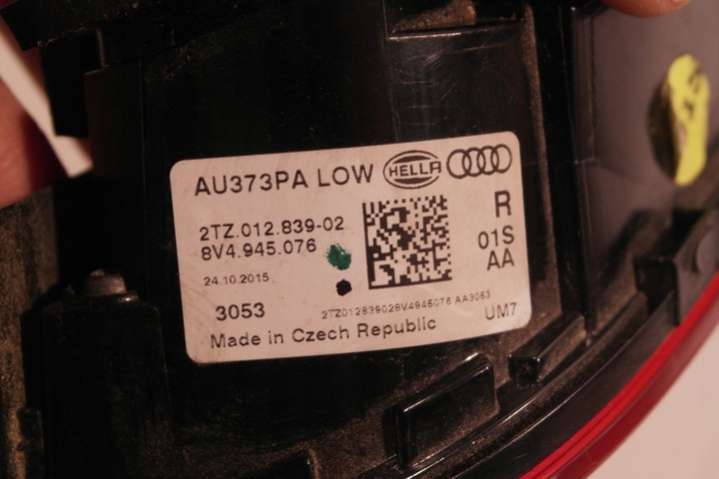 AU373PA LOW HELLA
2TZ.012.839-02
8V4.945.076
R
01S
AA
24.10.2015
3053
2TZ012839028V4945076 AA3053
UM7
Made in Czech Republic